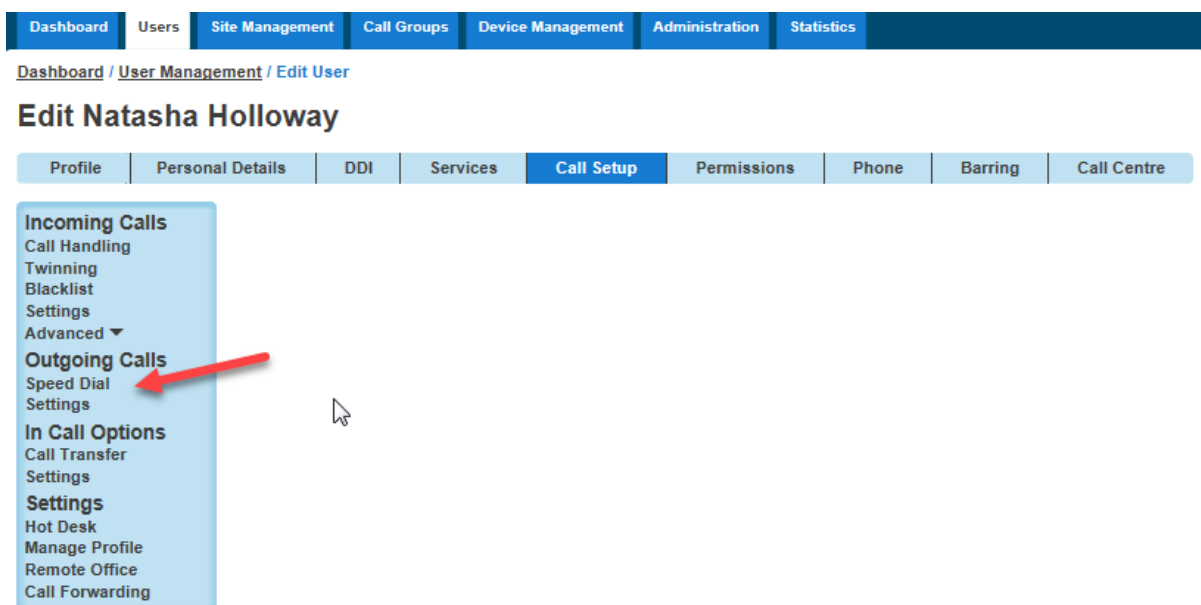 Dashboard Users Site Management Call Groups Device Management Administration Statistics
Dashboard / User Management / Edit User
Edit Natasha Holloway
Profile Personal Details DDI Services Call Setup Permissions Phone Barring Call Centre
Incoming Calls
Call Handling
Twinning
Blacklist
Settings
Advanced
Outgoing Calls
Speed Dial
Settings
In Call Options
Call Transfer
Settings
Settings
Hot Desk
Manage Profile
Remote Office
Call Forwarding